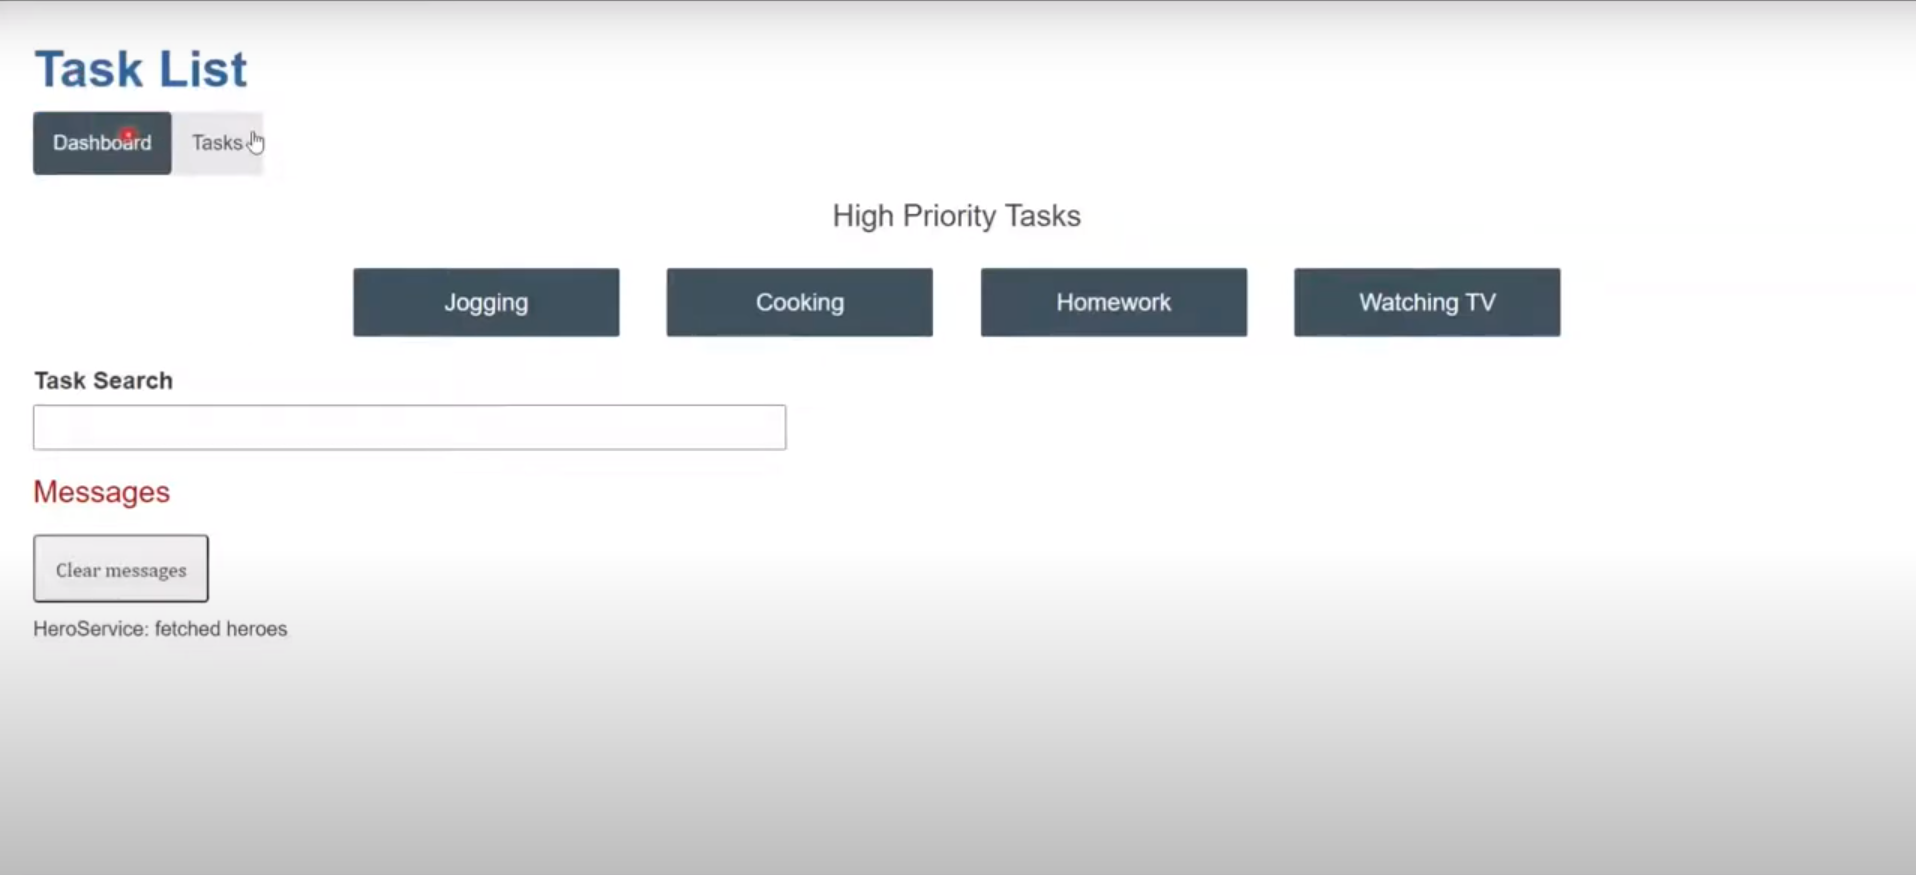 Task List
Dashboard Tasks
High Priority Tasks
Jogging Cooking Homework Watching TV
Task Search
Messages
Clear messages
HeroService: fetched heroes